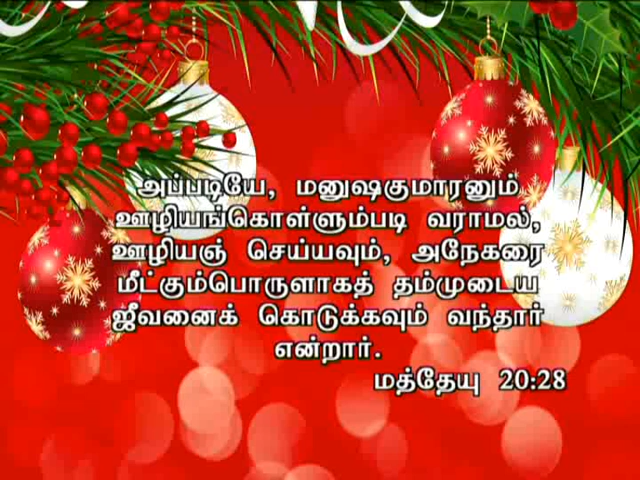 அப்படியே, மனுஷகுமாரனும்
ஊழியங்கொள்ளும்படி வராமல்,
ஊழியஞ் செய்யவும், அநேகரை
மீட்கும்பொருளாகத் தம்முடைய
ஜீவனைக் கொடுக்கவும் வந்தார்
என்றார்.
மத்தேயு 20:28